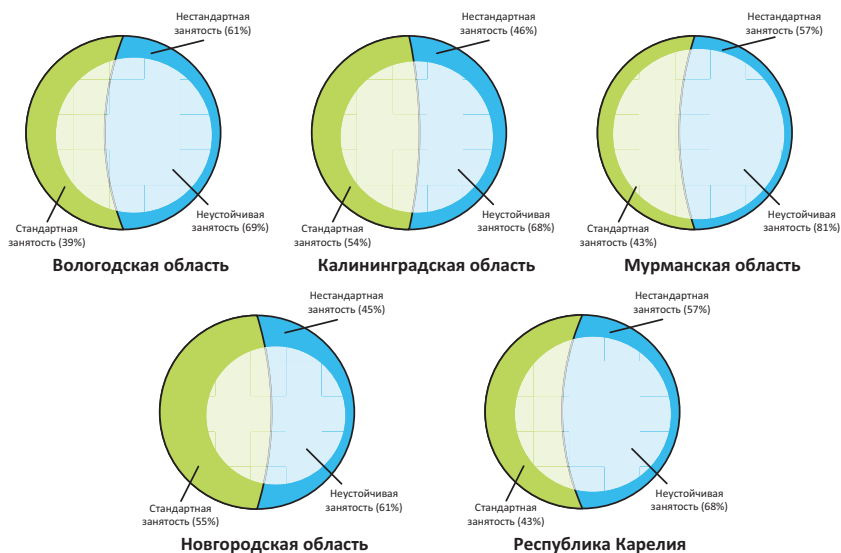 Нестандартная
занятость (61%)
Стандартная
занятость (39%)
Неустойчивая
занятость (69%)
Вологодская область
Нестандартная
занятость (46%)
Стандартная
занятость (54%)
Неустойчивая
занятость (68%)
Калининградская область
Нестандартная
занятость (57%)
Стандартная
занятость (43%)
Неустойчивая
занятость (81%)
Мурманская область
Нестандартная
занятость (45%)
Стандартная
занятость (55%)
Неустойчивая
занятость (61%)
Новгородская область
Нестандартная
занятость (57%)
Стандартная
занятость (43%)
Неустойчивая
занятость (68%)
Республика Карелия